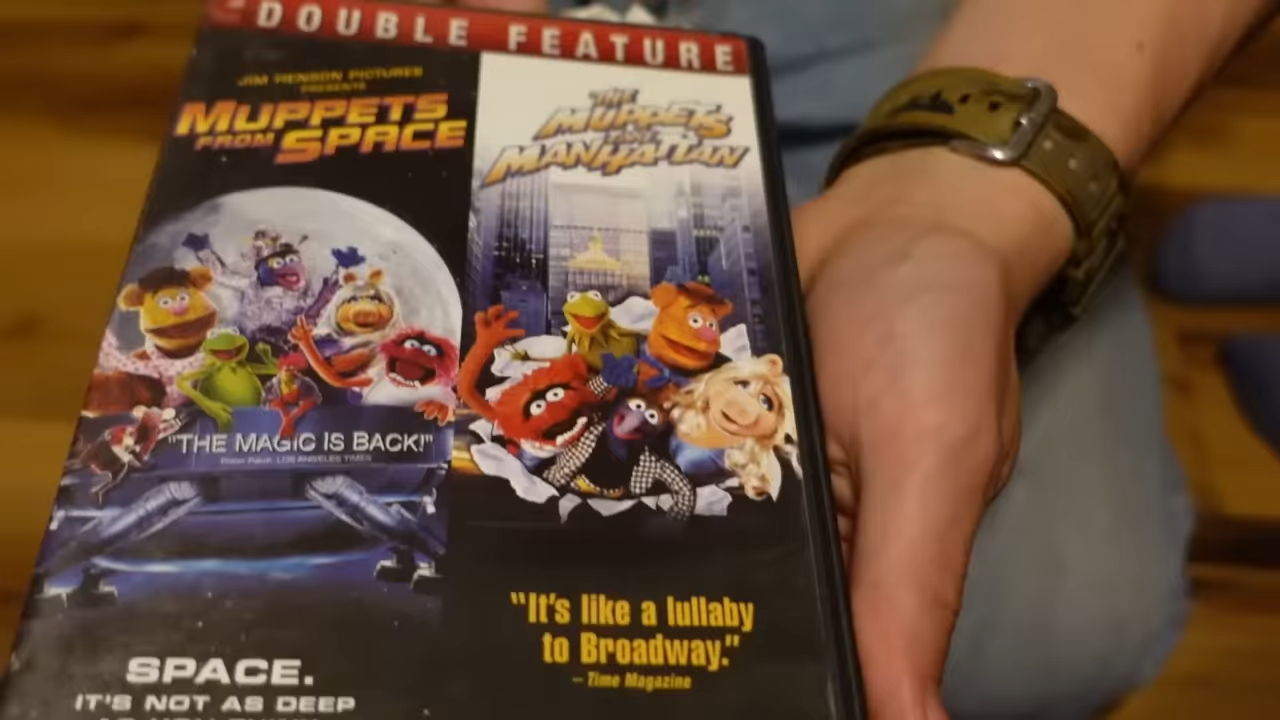 DOUBLE FEATURE
JIM HENSON PICTURES
PRESENTS
MUPPETS
FROM SPACE
THE
MUPPETS
TAKE
MANHATTAN
"THE MAGIC IS BACK!"
LOS ANGELES TIMES
"It's like a lullaby
to Broadway."
– Time Magazine
SPACE.
IT'S NOT AS DEEP